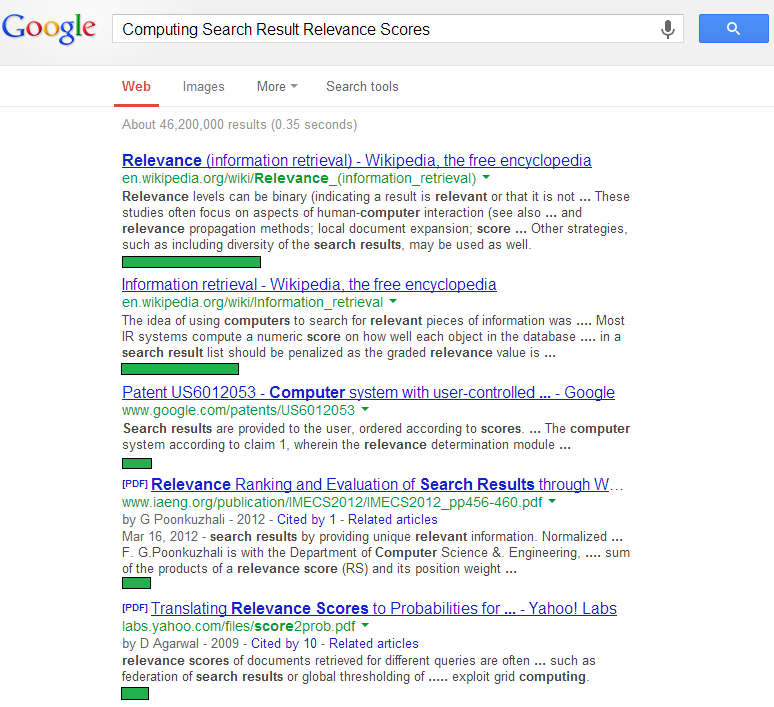 Google
Computing Search Result Relevance Scores
Web Images More Search tools
About 46,200,000 results (0.35 seconds)
Relevance (information retrieval) - Wikipedia, the free encyclopedia
en.wikipedia.org/wiki/Relevance_(information_retrieval)
Relevance levels can be binary (indicating a result is relevant or that it is not ... These
studies often focus on aspects of human-computer interaction (see also ... and
relevance propagation methods; local document expansion; score ... Other strategies,
such as including diversity of the search results, may be used as well.
Information retrieval - Wikipedia, the free encyclopedia
en.wikipedia.org/wiki/Information_retrieval
The idea of using computers to search for relevant pieces of information was .... Most
IR systems compute a numeric score on how well each object in the database .... in a
search result list should be penalized as the graded relevance value is ...
Patent US6012053 - Computer system with user-controlled ... - Google
www.google.com/patents/US6012053
Search results are provided to the user, ordered according to scores. ... The computer
system according to claim 1, wherein the relevance determination module ...
[PDF] Relevance Ranking and Evaluation of Search Results through W...
www.iaeng.org/publication/IMECS2012/IMECS2012_pp456-460.pdf
by G Poonkuzhali - 2012 - Cited by 1 - Related articles
Mar 16, 2012 - search results by providing unique relevant information. Normalized ...
F. G.Poonkuzhali is with the Department of Computer Science &. Engineering, .... sum
of the products of a relevance score (RS) and its position weight ...
[PDF] Translating Relevance Scores to Probabilities for ... - Yahoo! Labs
labs.yahoo.com/files/score2prob.pdf
by D Agarwal - 2009 - Cited by 10 - Related articles
relevance scores of documents retrieved for different queries are often ... such as
federation of search results or global thresholding of ..... exploit grid computing.